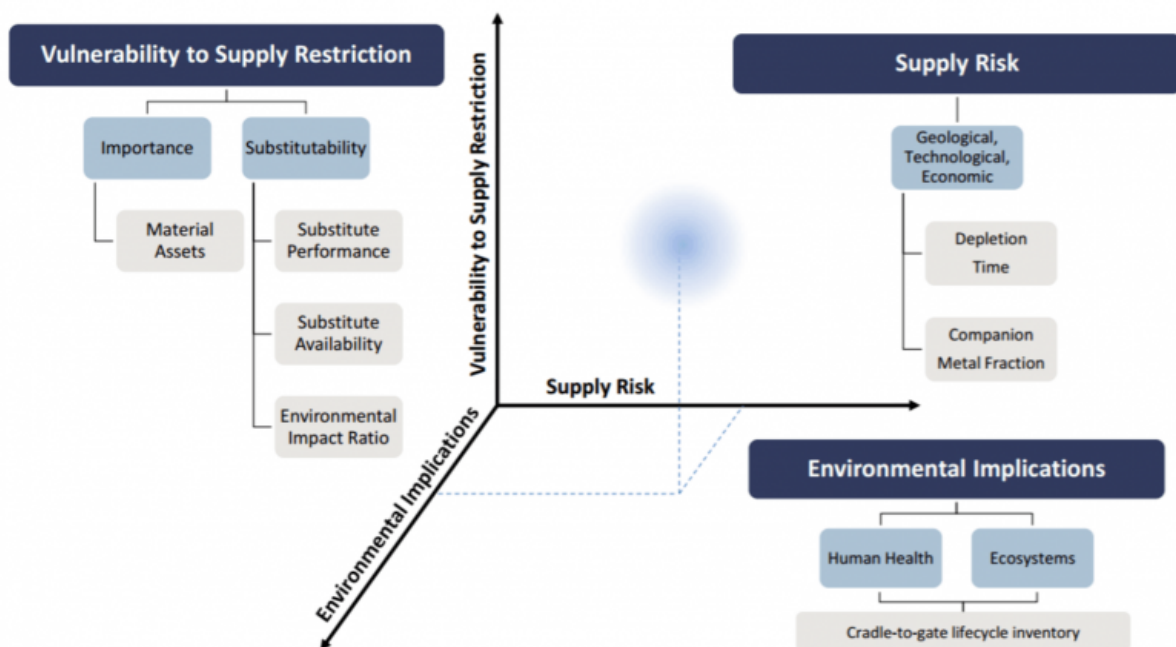 Vulnerability to Supply Restriction
Importance
Substitutability
Material
Assets
Substitute
Performance
Substitute
Availability
Environmental
Impact Ratio
Vulnerability to Supply Restriction
Supply Risk
Environmental Implications
Supply Risk
Geological,
Technological,
Economic
Depletion
Time
Companion
Metal Fraction
Environmental Implications
Human Health
Ecosystems
Cradle-to-gate lifecycle inventory